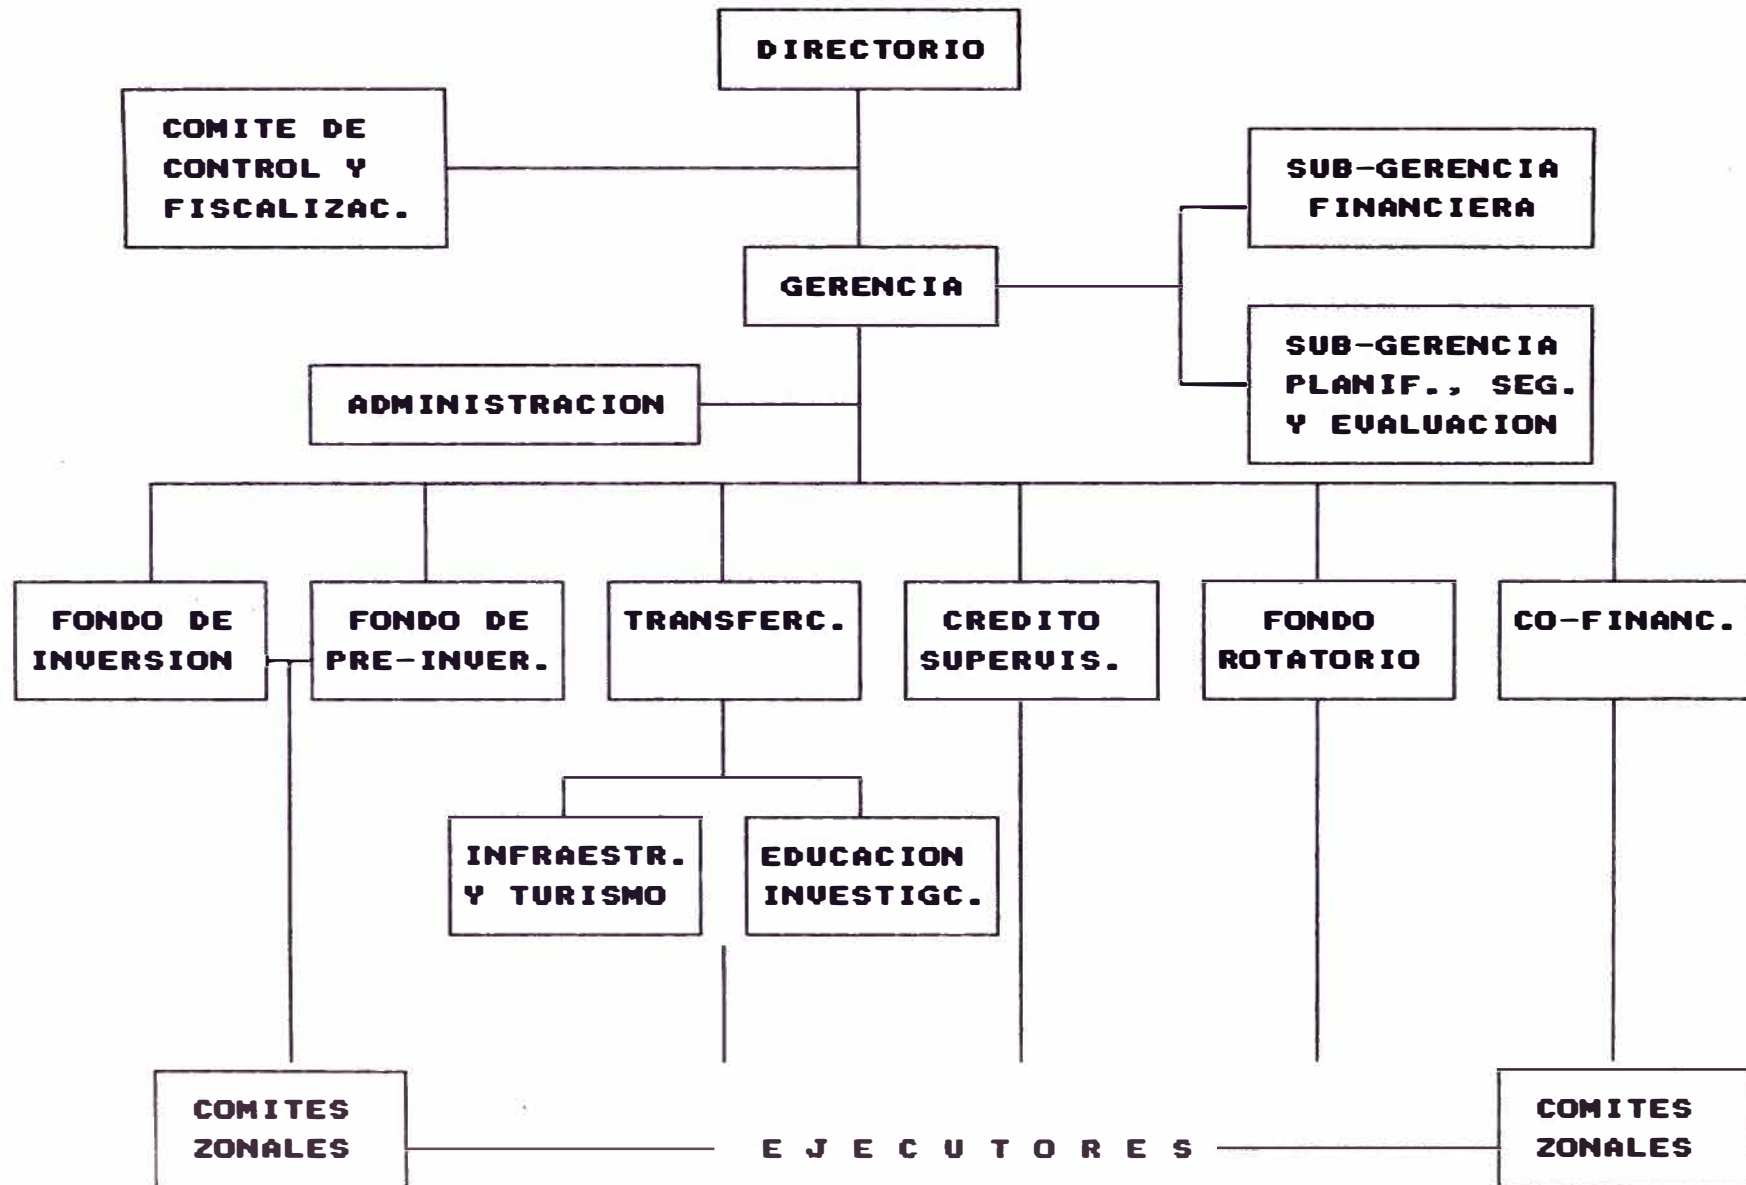 DIRECTORIO
COMITE DE
CONTROL Y
FISCALIZAC.
SUB-GERENCIA
FINANCIERA
GERENCIA
SUB-GERENCIA
PLANIF., SEG.
Y EVALUACION
ADMINISTRACION
FONDO DE
INVERSION
FONDO DE
PRE-INVER.
TRANSFERC.
CREDITO
SUPERVIS.
FONDO
ROTATORIO
CO-FINANC.
INFRAESTR.
Y TURISMO
EDUCACION
INVESTIGC.
COMITES
ZONALES
E J E C U T O R E S
COMITES
ZONALES